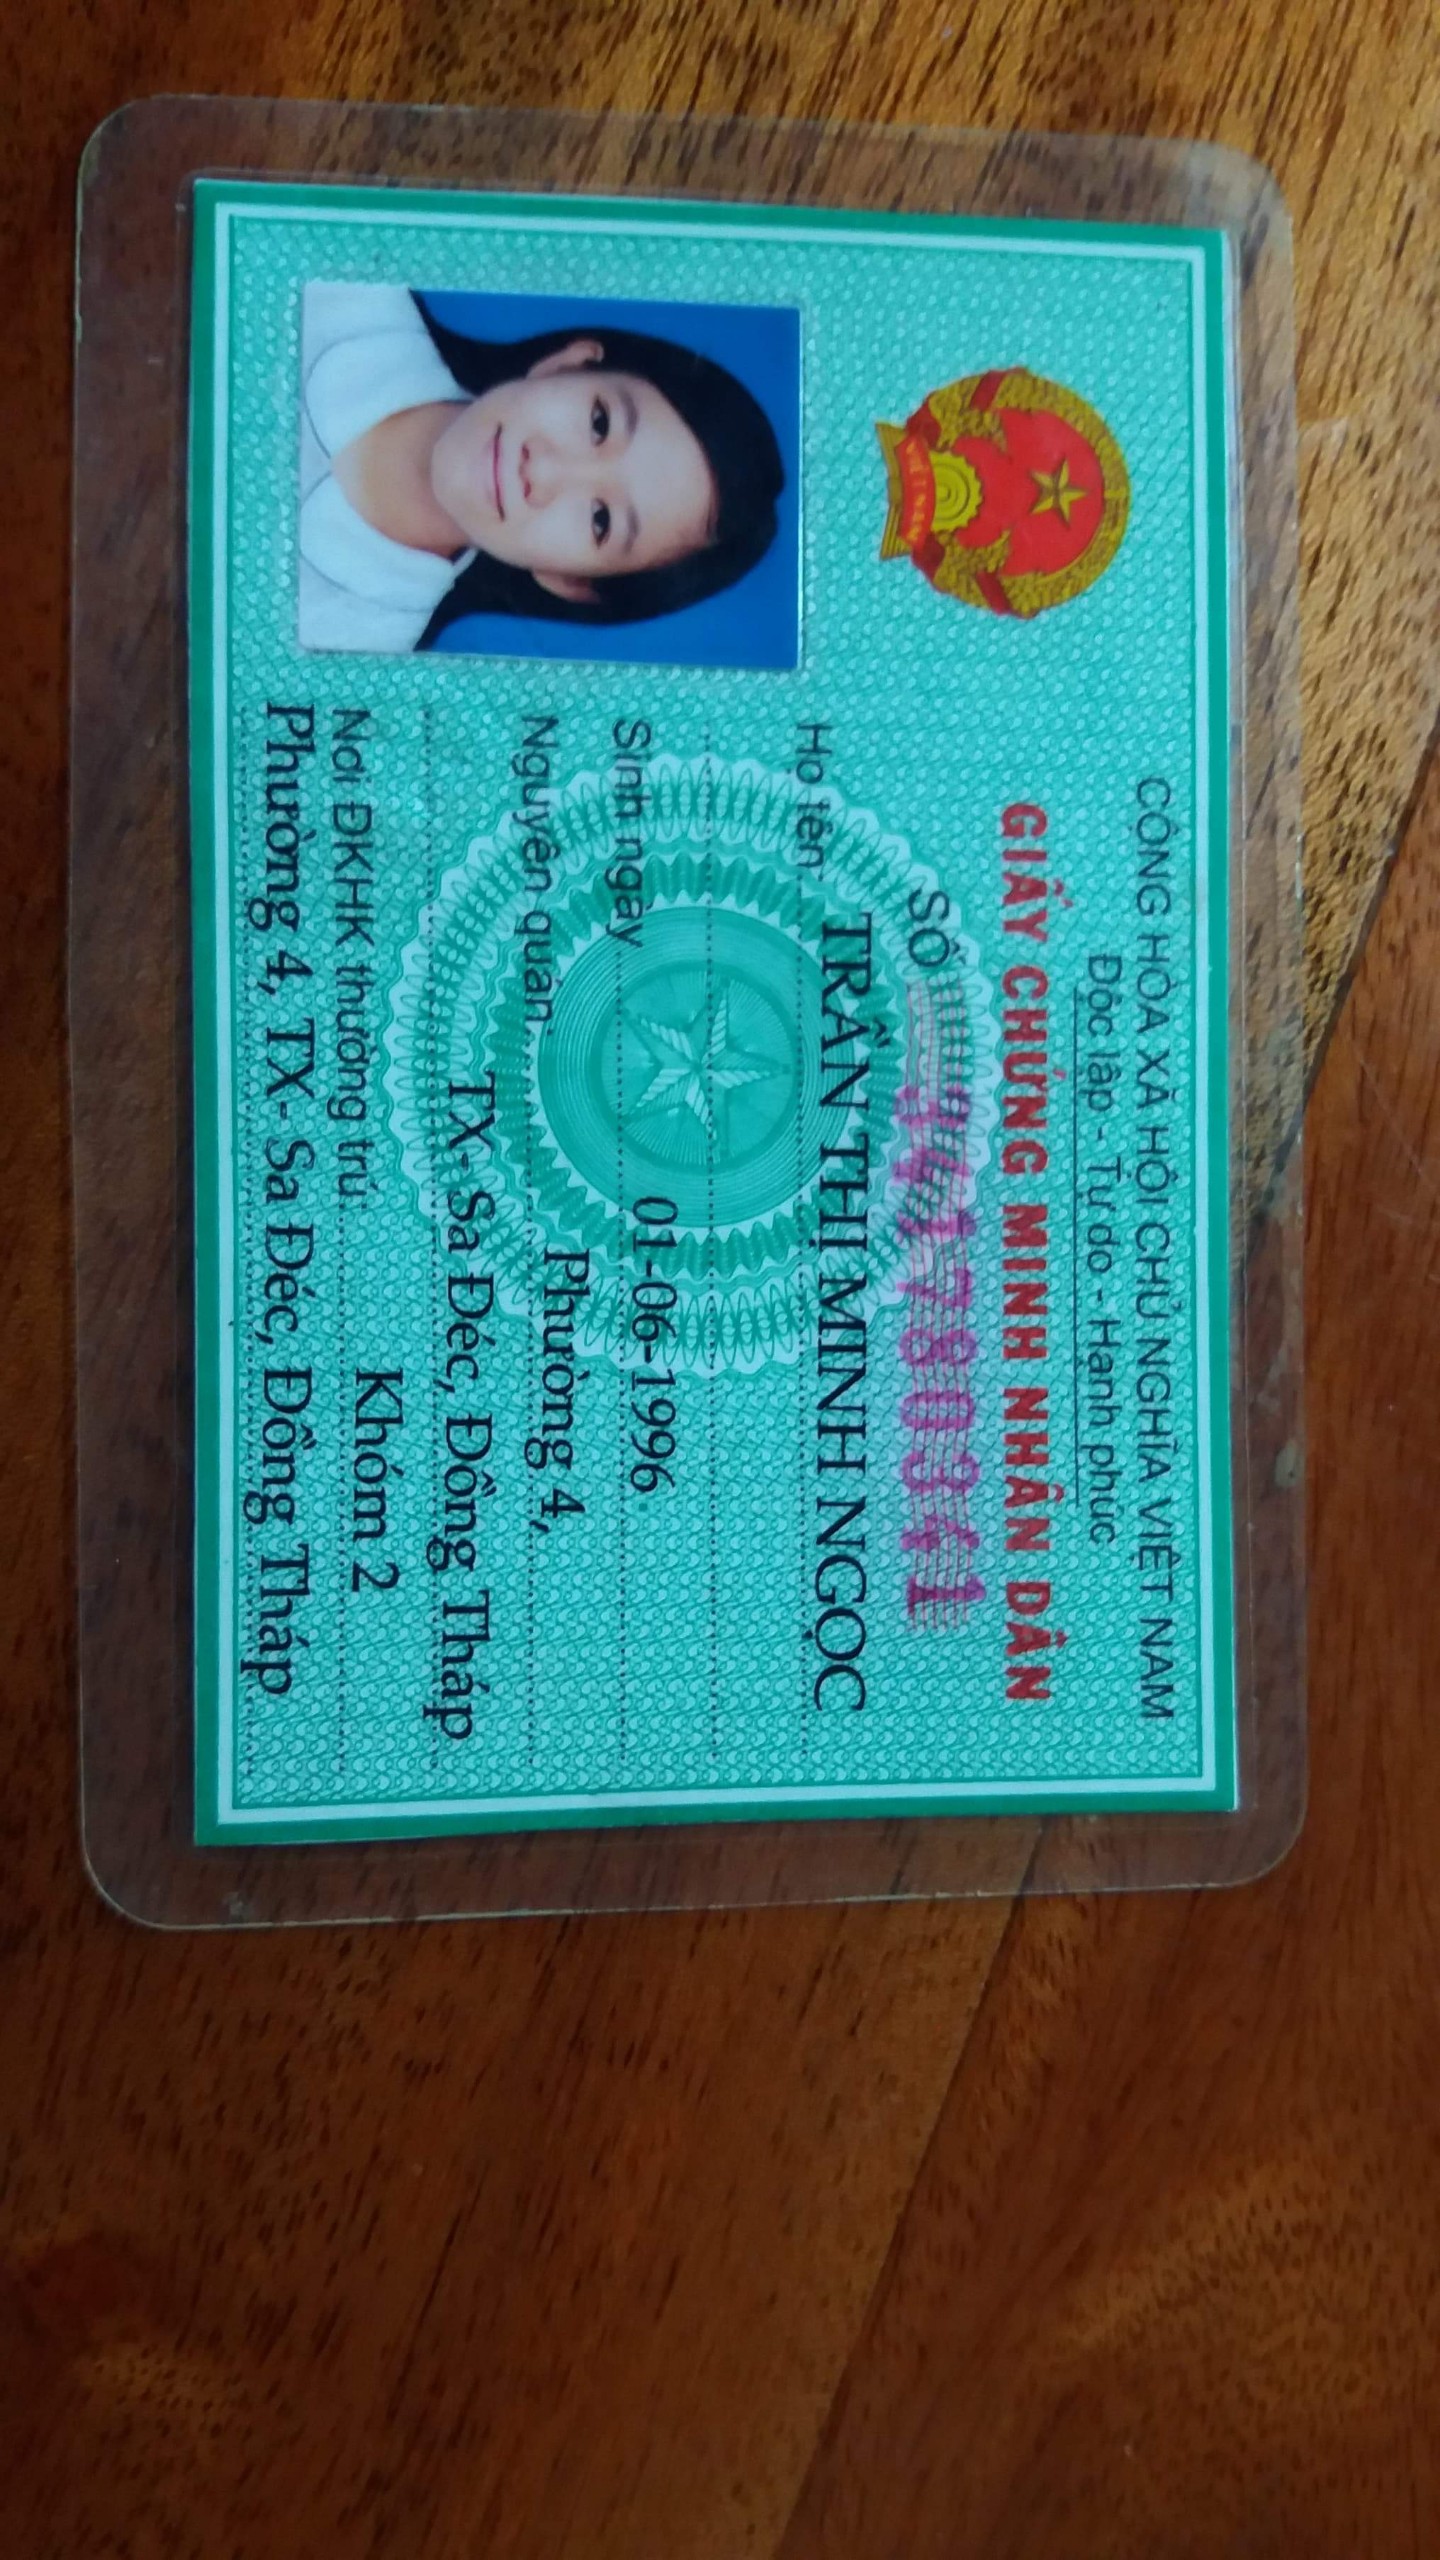 CỘNG HÒA XÃ HỘI CHỦ NGHĨA VIỆT NAM
Độc lập - Tự do - Hạnh phúc
GIẤY CHỨNG MINH NHÂN DÂN
Số 341780341
Họ tên TRẦN THỊ MINH NGỌC
Sinh ngày 01-06-1996
Nguyên quán Phường 4,
TX- Sa Đéc, Đồng Tháp
Nơi ĐKHK thường trú Khóm 2
Phường 4, TX- Sa Đéc, Đồng Tháp
VIỆT NAM